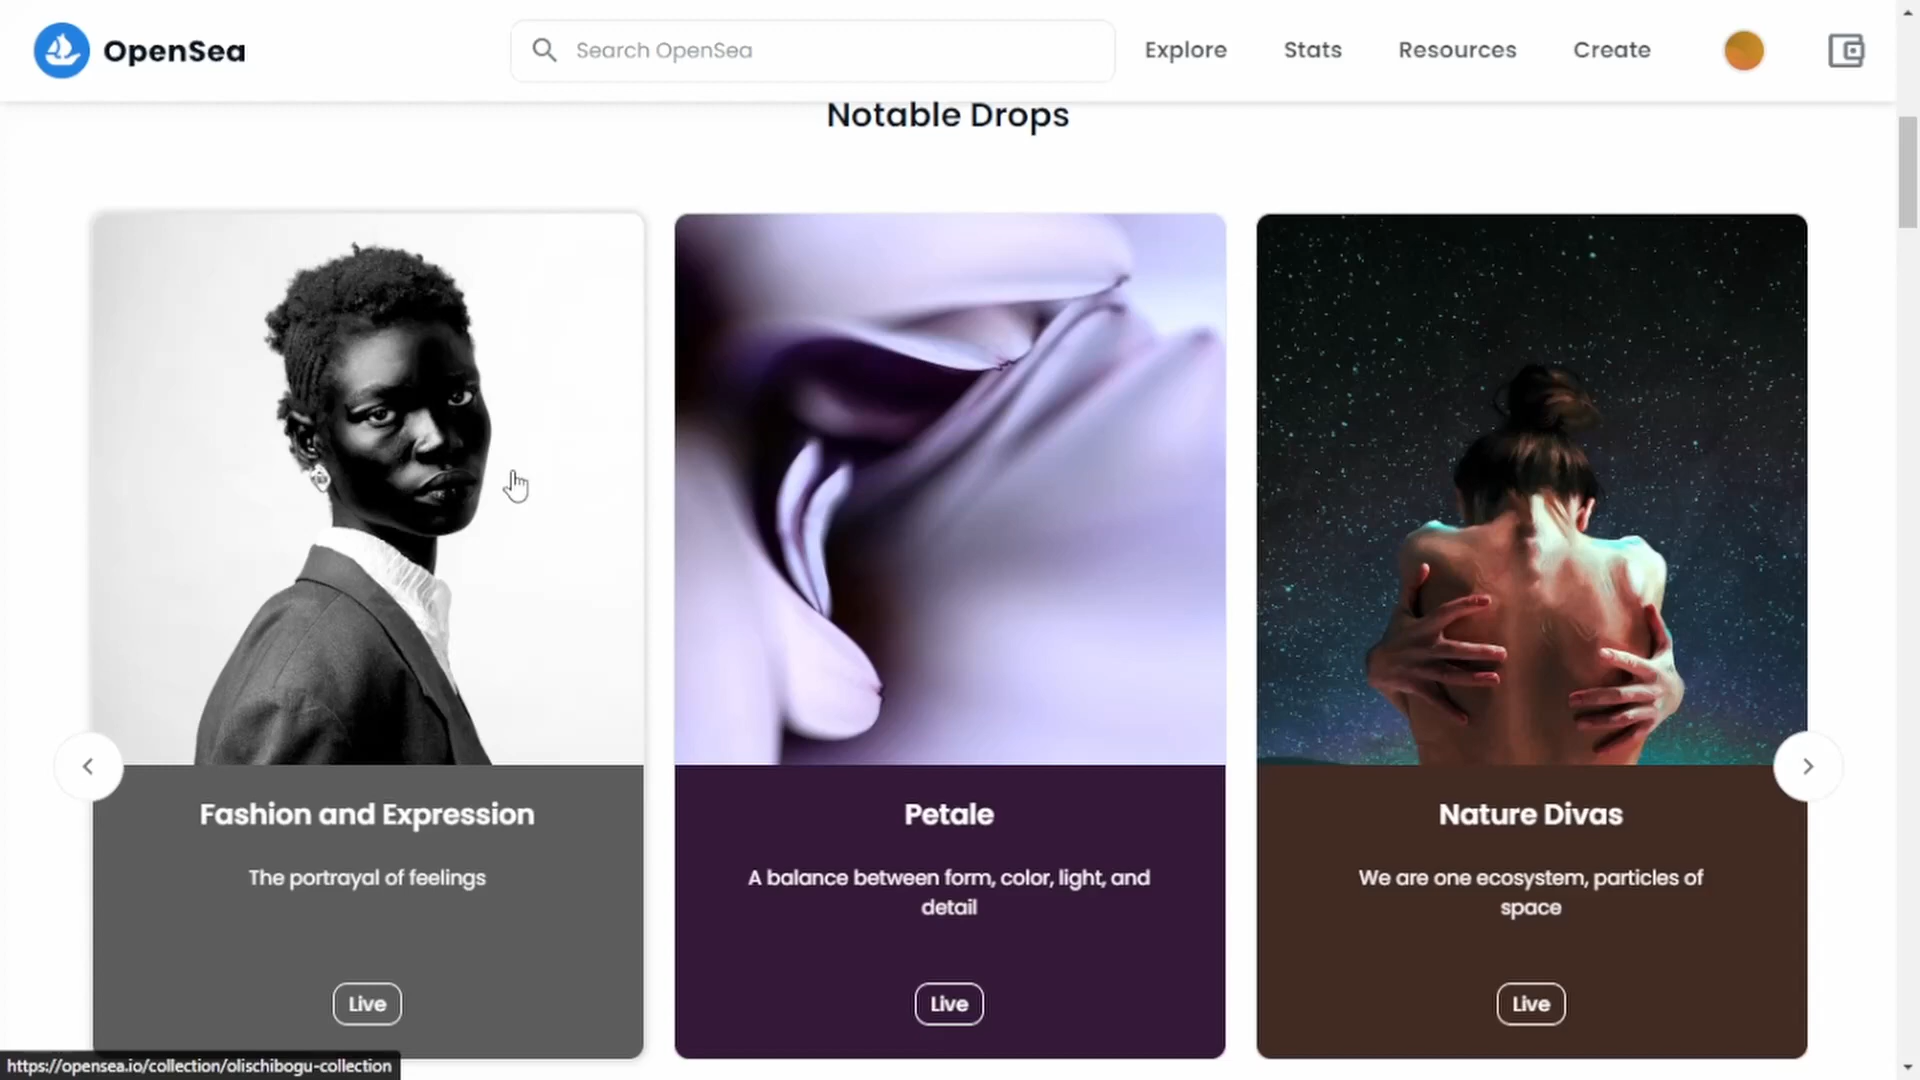 OpenSea
Search OpenSea
Explore
Stats
Resources
Create
Notable Drops
Fashion and Expression
The portrayal of feelings
Live
Petale
A balance between form, color, light, and
detail
Live
Nature Divas
We are one ecosystem, particles of
space
Live
https://opensea.io/collection/olischibogu-collection